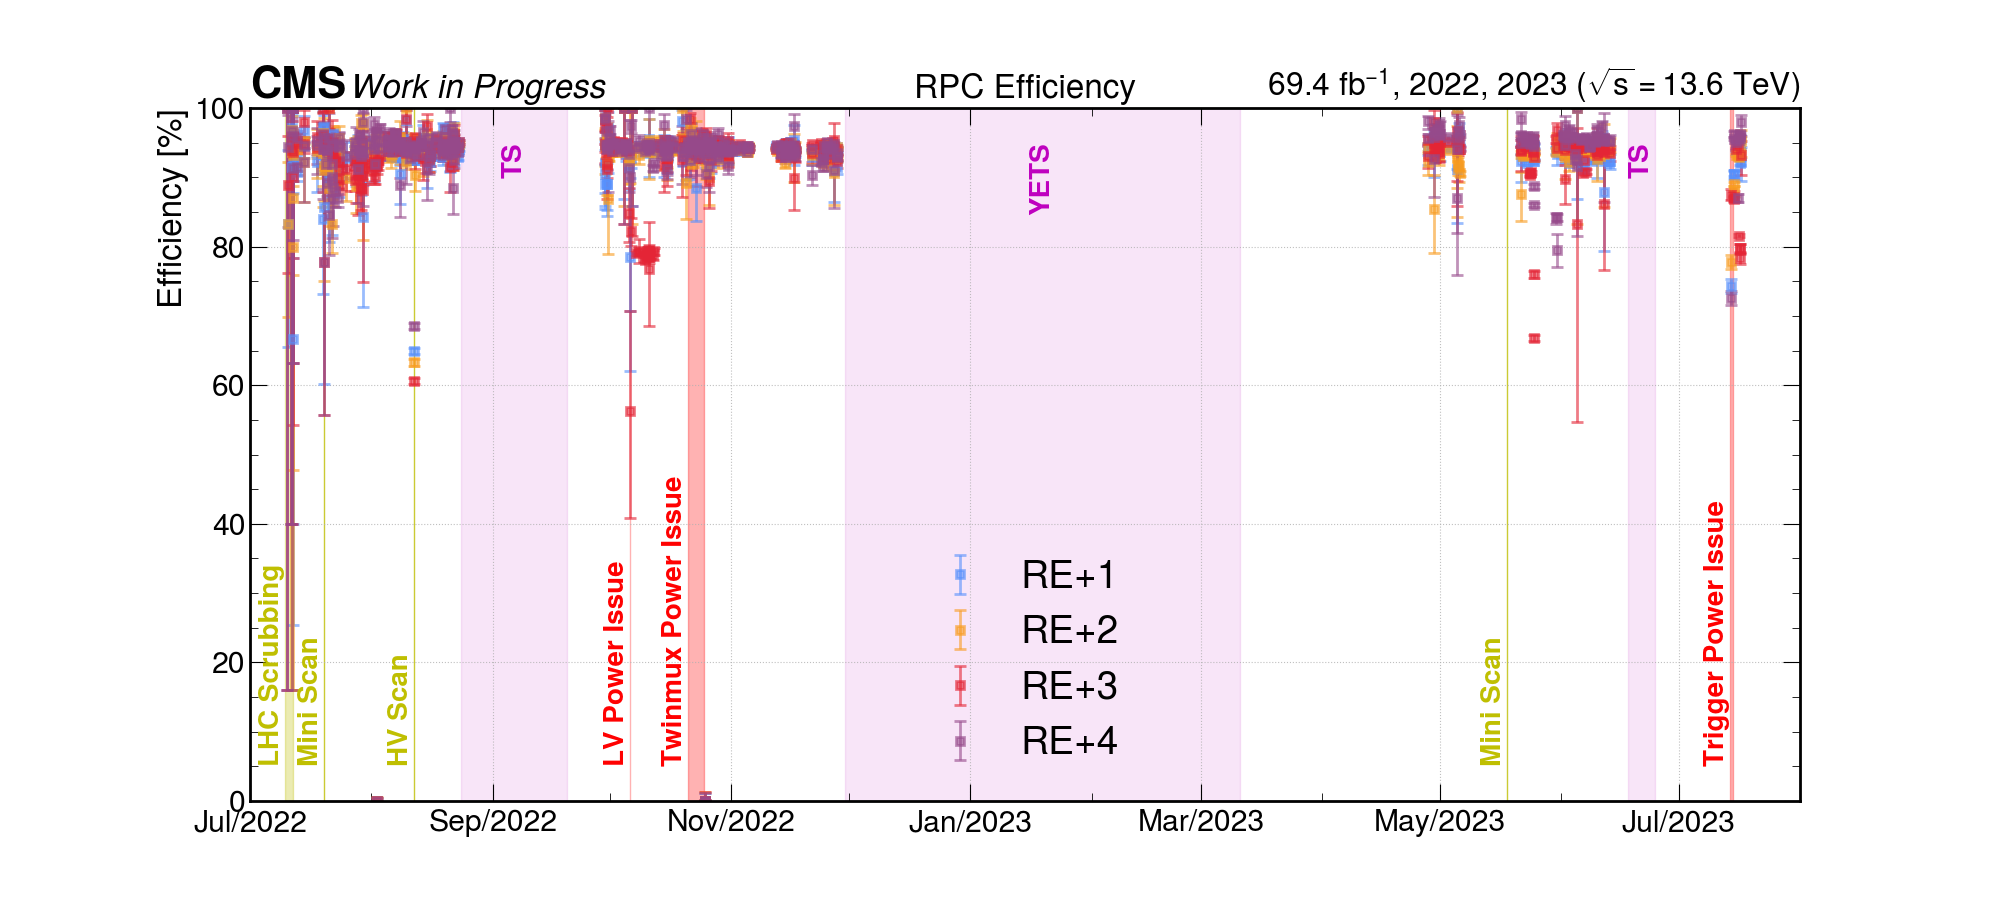 CMS Work in Progress RPC Efficiency 69.4 fb⁻¹, 2022, 2023 (√s = 13.6 TeV)
Efficiency [%]
100
80
60
40
20
0
TS
YETS
TS
LHC Scrubbing
Mini Scan
HV Scan
LV Power Issue
Twinmux Power Issue
Mini Scan
Trigger Power Issue
RE+1
RE+2
RE+3
RE+4
Jul/2022 Sep/2022 Nov/2022 Jan/2023 Mar/2023 May/2023 Jul/2023